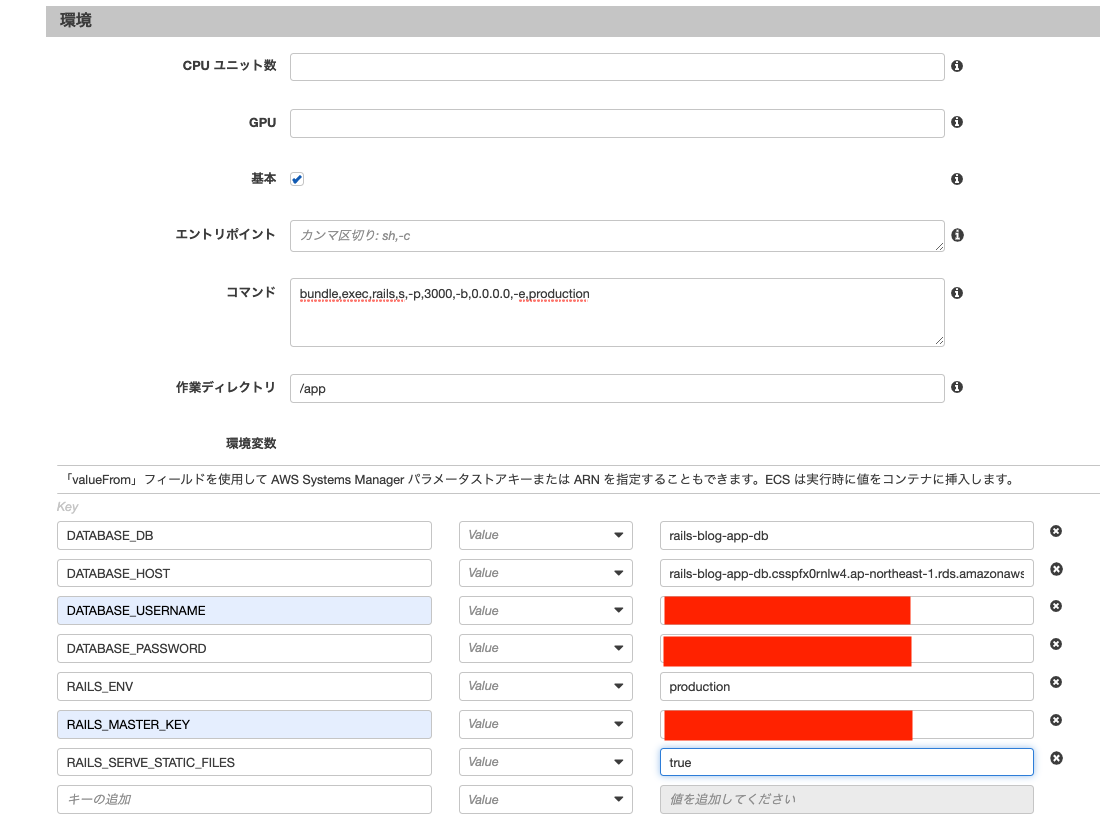 環境
CPU ユニット数
GPU
基本
エントリポイント カンマ区切り: sh,-c
コマンド bundle,exec,rails,s,-p,3000,-b,0.0.0.0,-e,production
作業ディレクトリ /app
環境変数
「valueFrom」フィールドを使用して AWS Systems Manager パラメータストアキーまたは ARN を指定することもできます。ECS は実行時に値をコンテナに挿入します。
Key
DATABASE_DB Value rails-blog-app-db
DATABASE_HOST Value rails-blog-app-db.csspfx0rnlw4.ap-northeast-1.rds.amazonaws
DATABASE_USERNAME Value
DATABASE_PASSWORD Value
RAILS_ENV Value production
RAILS_MASTER_KEY Value
RAILS_SERVE_STATIC_FILES Value true
キーの追加 Value 値を追加してください